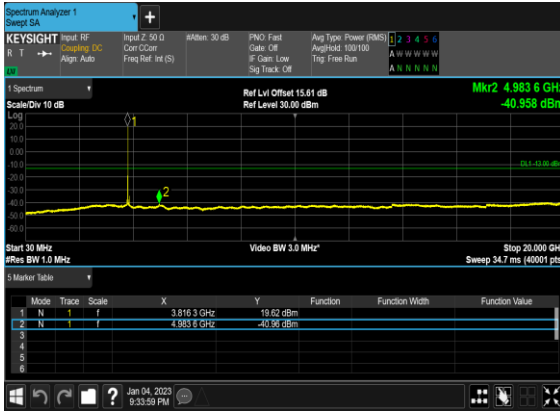 Spectrum Analyzer 1
Swept SA
+
KEYSIGHT Input: RF Input Z: 50 Ω #Atten: 30 dB PNO: Fast Avg Type: Power (RMS) 1 2 3 4 5 6
R T Coupling: DC Corr CCorr Gate: Off Avg|Hold: 100/100 A W W W W W
Align: Auto Freq Ref: Int (S) IF Gain: Low Trig: Free Run
Sig Track: Off A N N N N N
1 Spectrum Ref Lvl Offset 15.61 dB Mkr2 4.983 6 GHz
Scale/Div 10 dB Ref Level 30.00 dBm -40.958 dBm
Log
20.0
10.0
0.00
-10.0
-20.0
-30.0
-40.0
-50.0
-60.0
1
2
DL1 -13.00 dBm
Start 30 MHz Video BW 3.0 MHz* Stop 20.000 GHz
#Res BW 1.0 MHz Sweep 34.7 ms (40001 pts)
5 Marker Table
Mode Trace Scale X Y Function Function Width Function Value
1 N 1 f 3.816 3 GHz 19.62 dBm
2 N 1 f 4.983 6 GHz -40.96 dBm
3
4
5
6
? Jan 04, 2023
9:33:59 PM